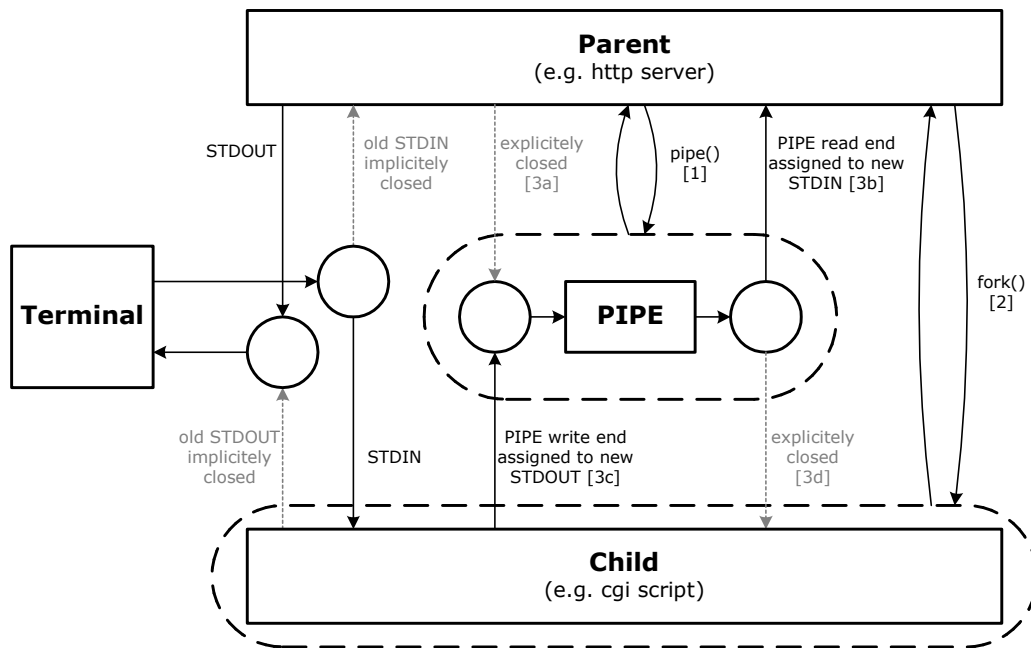 Parent
(e.g. http server)
STDOUT
old STDIN
implicitely
closed
explicitely
closed
[3a]
pipe()
[1]
PIPE read end
assigned to new
STDIN [3b]
fork()
[2]
Terminal
PIPE
old STDOUT
implicitely
closed
STDIN
PIPE write end
assigned to new
STDOUT [3c]
explicitely
closed
[3d]
Child
(e.g. cgi script)